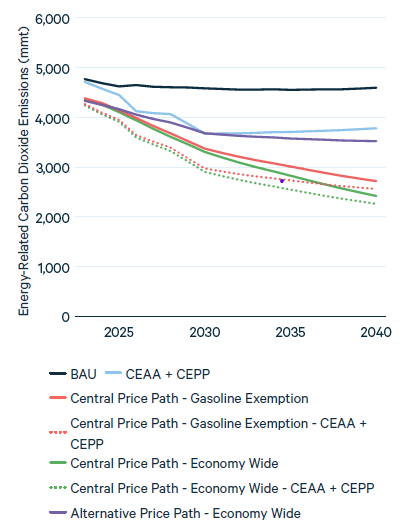 Energy-Related Carbon Dioxide Emissions (mmt)
6,000
5,000
4,000
3,000
2,000
1,000
0
2025 2030 2035 2040
BAU CEAA + CEPP
Central Price Path - Gasoline Exemption
Central Price Path - Gasoline Exemption - CEAA +
CEPP
Central Price Path - Economy Wide
Central Price Path - Economy Wide - CEAA + CEPP
Alternative Price Path - Economy Wide